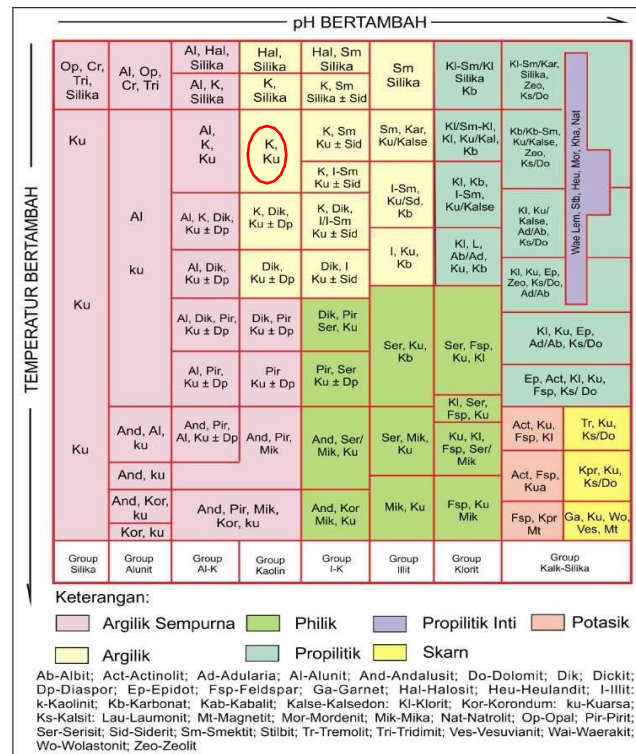 pH BERTAMBAH
TEMPERATUR BERTAMBAH
Op, Cr,
Tri,
Silika
Ku
Ku
Ku
Al, Op,
Cr, Tri
Al
ku
And, Al,
ku
And, ku
And, Kor,
ku
Kor, ku
Al, Hal,
Silika
Al, K,
Silika
Al,
K,
Ku
Al, K, Dik,
Ku ± Dp
Al, Dik,
Ku ± Dp
Al, Dik, Pir,
Ku ± Dp
Al, Pir,
Ku ± Dp
And, Pir,
Al, Ku ± Dp
And, Pir, Mik,
Kor, ku
Hal,
Silika
K,
Silika
K,
Ku
K, Dik,
Ku ± Dp
Dik,
Ku ± Dp
Dik, Pir,
Ku ± Dp
Pir
Ku ± Dp
And, Pir,
Mik
Hal, Sm
Silika
K, Sm
Silika ± Sid
K, Sm
Ku ± Sid
K, I-Sm
Ku ± Sid
K, Dik,
I/I-Sm
Ku ± Sid
Dik, I
Ku ± Sid
Dik, Pir
Ser, Ku
Pir, Ser
Ku ± Dp
And, Ser/
Mik, Ku
And, Kor
Mik, Ku
Sm
Silika
Sm, Kar,
Ku/Kalse
I-Sm,
Ku/Sd,
Kb
I, Ku,
Kb
Ser, Ku,
Kb
Ser, Mik,
Ku
Mik, Ku
Kl-Sm/Kl
Silika
Kb
Kl/Sm-Kl,
Kl, Ku/Kal,
Kb
Kl, Kb,
I-Sm,
Ku/Kalse
Kl, L,
Ab/Ad,
Ku, Kb
Ser, Fsp,
Ku, Kl
Kl, Ser,
Fsp, Ku
Ku, Kl,
Fsp, Ser/
Mik
Fsp, Ku
Mik
Kl-Sm/Kar,
Silika,
Zeo,
Ks/Do
Kb/Kb-Sm,
Ku/Kalse,
Zeo,
Ks/Do
Kl, Ku/
Kalse,
Ad/Ab,
Ks/Do
Kl, Ku, Ep,
Zeo, Ks/Do,
Ad/Ab
Wae Lem, Stb, Heu, Mor, Kha, Nat
Kl, Ku, Ep,
Ad/Ab, Ks/Do
Ep, Act, Kl, Ku,
Fsp, Ks/ Do
Act, Ku,
Fsp, Kl
Act, Fsp,
Kua
Fsp, Kpr
Mt
Tr, Ku,
Ks/Do
Kpr, Ku,
Ks/Do
Ga, Ku, Wo,
Ves, Mt
Group
Silika
Group
Alunit
Group
Al-K
Group
Kaolin
Group
I-K
Group
Illit
Group
Klorit
Group
Kalk-Silika
Keterangan:
Argilik Sempurna
Philik
Propilitik Inti
Potasik
Argilik
Propilitik
Skarn
Ab-Albit; Act-Actinolit; Ad-Adularia; Al-Alunit; And-Andalusit; Do-Dolomit; Dik; Dickit;
Dp-Diaspor; Ep-Epidot; Fsp-Feldspar; Ga-Garnet; Hal-Halosit; Heu-Heulandit; I-Illit:
k-Kaolinit; Kb-Karbonat; Kab-Kabalit; Kalse-Kalsedon: Kl-Klorit; Kor-Korondum: ku-Kuarsa;
Ks-Kalsit: Lau-Laumonit; Mt-Magnetit; Mor-Mordenit; Mik-Mika; Nat-Natrolit; Op-Opal; Pir-Pirit;
Ser-Serisit; Sid-Siderit; Sm-Smektit; Stilbit; Tr-Tremolit; Tri-Tridimit; Ves-Vesuvianit: Wai-Waerakit;
Wo-Wolastonit; Zeo-Zeolit